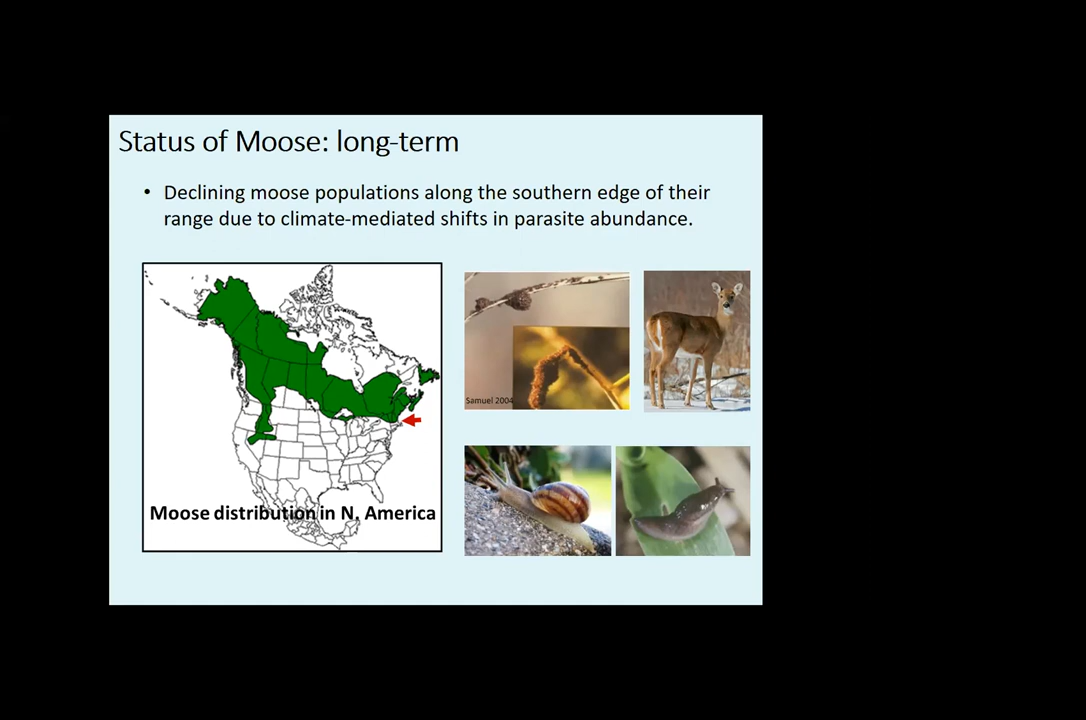 Status of Moose: long-term
• Declining moose populations along the southern edge of their
range due to climate-mediated shifts in parasite abundance.
Samuel 2004
Moose distribution in N. America